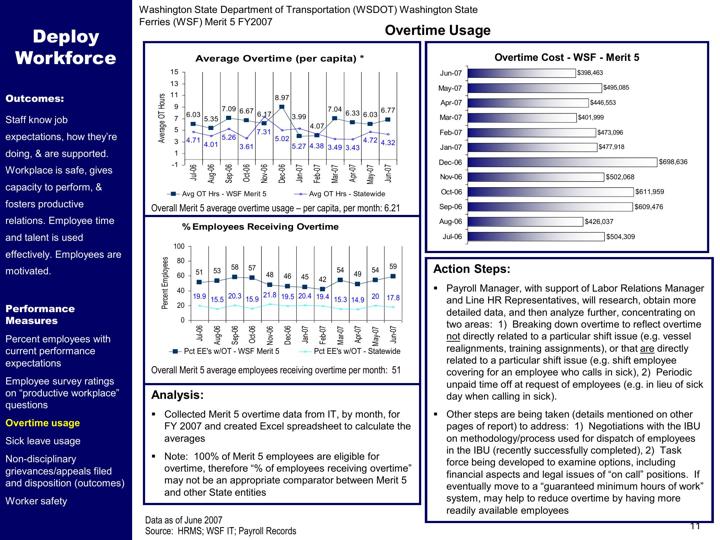 Washington State Department of Transportation (WSDOT) Washington State
Ferries (WSF) Merit 5 FY2007
Overtime Usage
Deploy
Workforce
Outcomes:
Staff know job
expectations, how they're
doing, & are supported.
Workplace is safe, gives
capacity to perform, &
fosters productive
relations. Employee time
and talent is used
effectively. Employees are
motivated.
Performance
Measures
Percent employees with
current performance
expectations
Employee survey ratings
on "productive workplace"
questions
Overtime usage
Sick leave usage
Non-disciplinary
grievances/appeals filed
and disposition (outcomes)
Worker safety
Average Overtime (per capita) *
Average OT Hours
15
13
11
9
7
5
3
1
-1
6.03 5.35 7.09 6.67 6.17 8.97 3.99 4.07 7.04 6.33 6.03 6.77
4.71 4.01 5.26 3.61 7.31 5.02 5.27 4.38 3.49 3.43 4.72 4.32
Jul-06 Aug-06 Sep-06 Oct-06 Nov-06 Dec-06 Jan-07 Feb-07 Mar-07 Apr-07 May-07 Jun-07
Avg OT Hrs - WSF Merit 5 Avg OT Hrs - Statewide
Overall Merit 5 average overtime usage – per capita, per month: 6.21
% Employees Receiving Overtime
Percent Employees
100
80
60
40
20
0
51 53 58 57 48 46 45 42 54 49 54 59
19.9 15.5 20.3 15.9 21.8 19.5 20.4 19.4 15.3 14.9 20 17.8
Jul-06 Aug-06 Sep-06 Oct-06 Nov-06 Dec-06 Jan-07 Feb-07 Mar-07 Apr-07 May-07 Jun-07
Pct EE's w/OT - WSF Merit 5 Pct EE's w/OT - Statewide
Overall Merit 5 average employees receiving overtime per month: 51
Analysis:
▪ Collected Merit 5 overtime data from IT, by month, for
FY 2007 and created Excel spreadsheet to calculate the
averages
▪ Note: 100% of Merit 5 employees are eligible for
overtime, therefore "% of employees receiving overtime"
may not be an appropriate comparator between Merit 5
and other State entities
Data as of June 2007
Source: HRMS; WSF IT; Payroll Records
Overtime Cost - WSF - Merit 5
Jun-07 $398,463
May-07 $495,085
Apr-07 $446,553
Mar-07 $401,999
Feb-07 $473,096
Jan-07 $477,918
Dec-06 $698,636
Nov-06 $502,068
Oct-06 $611,959
Sep-06 $609,476
Aug-06 $426,037
Jul-06 $504,309
Action Steps:
▪ Payroll Manager, with support of Labor Relations Manager
and Line HR Representatives, will research, obtain more
detailed data, and then analyze further, concentrating on
two areas: 1) Breaking down overtime to reflect overtime
not directly related to a particular shift issue (e.g. vessel
realignments, training assignments), or that are directly
related to a particular shift issue (e.g. shift employee
covering for an employee who calls in sick), 2) Periodic
unpaid time off at request of employees (e.g. in lieu of sick
day when calling in sick).
▪ Other steps are being taken (details mentioned on other
pages of report) to address: 1) Negotiations with the IBU
on methodology/process used for dispatch of employees
in the IBU (recently successfully completed), 2) Task
force being developed to examine options, including
financial aspects and legal issues of "on call" positions. If
eventually move to a "guaranteed minimum hours of work"
system, may help to reduce overtime by having more
readily available employees
11